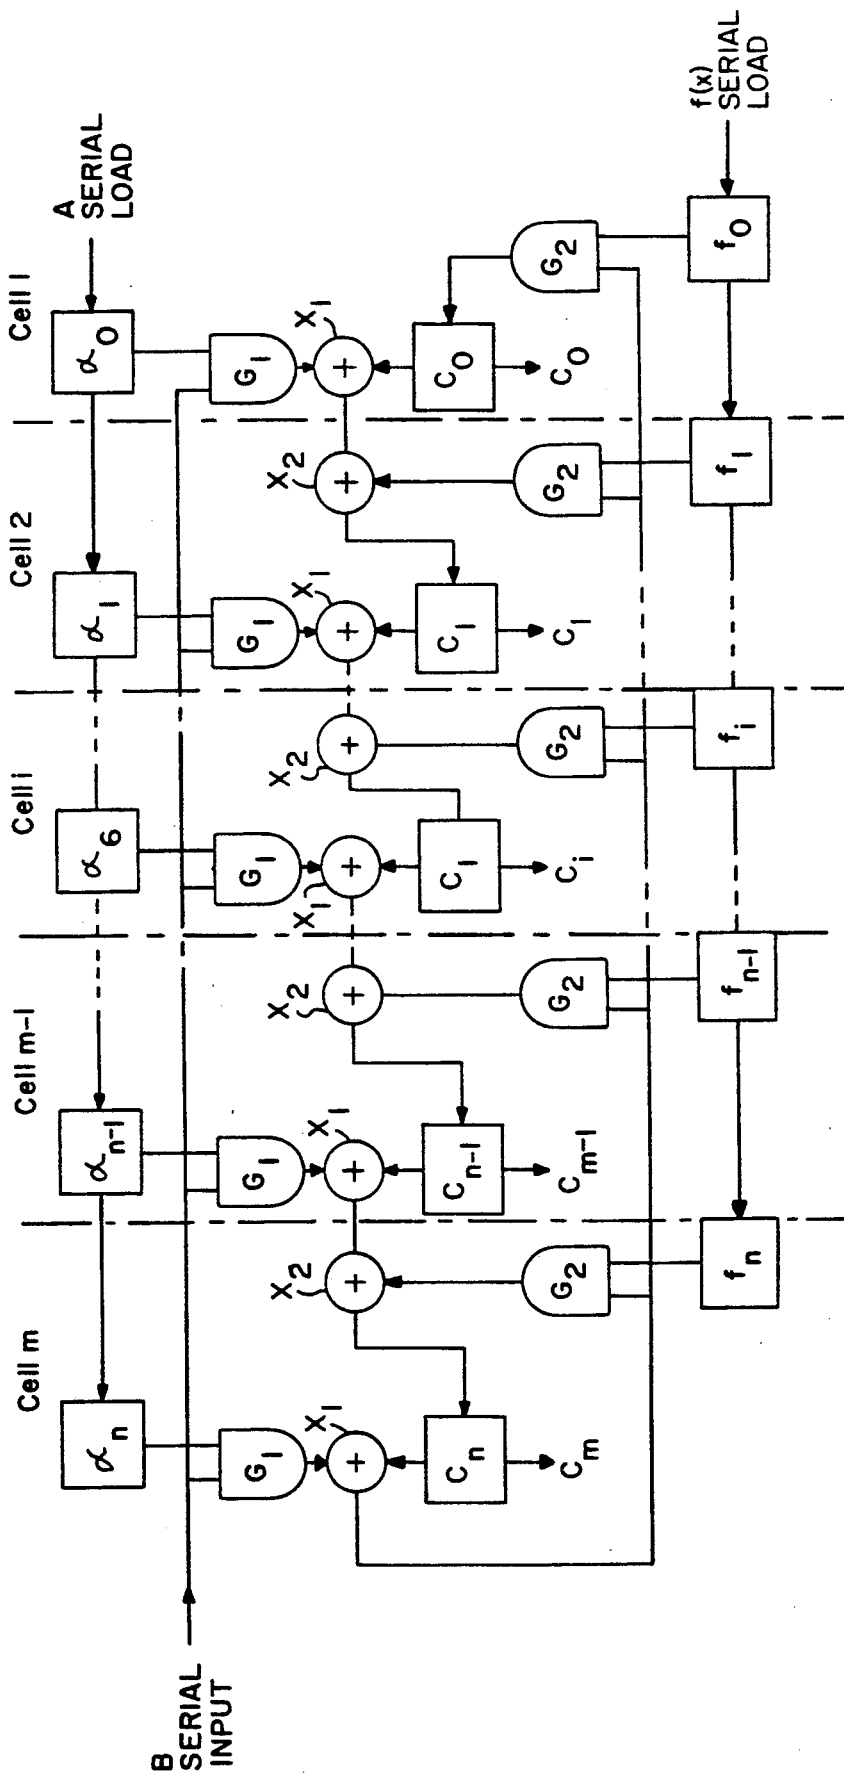 Cell m Cell m-1 Cell i Cell 2 Cell 1
A
SERIAL
LOAD
αₙ αₙ₋₁ α₆ α₁ α₀
B
SERIAL
INPUT
G₁ G₁ G₁ G₁ G₁
X₁ X₂ X₁ X₂ X₁ X₂ X₁ X₂ X₁
+ + + + + + + + +
Cₙ Cₙ₋₁ C₁ C₁ C₀
Cₘ Cₘ₋₁ Cᵢ C₁ C₀
G₂ G₂ G₂ G₂ G₂
fₙ fₙ₋₁ fᵢ f₁ f₀
f(x)
SERIAL
LOAD